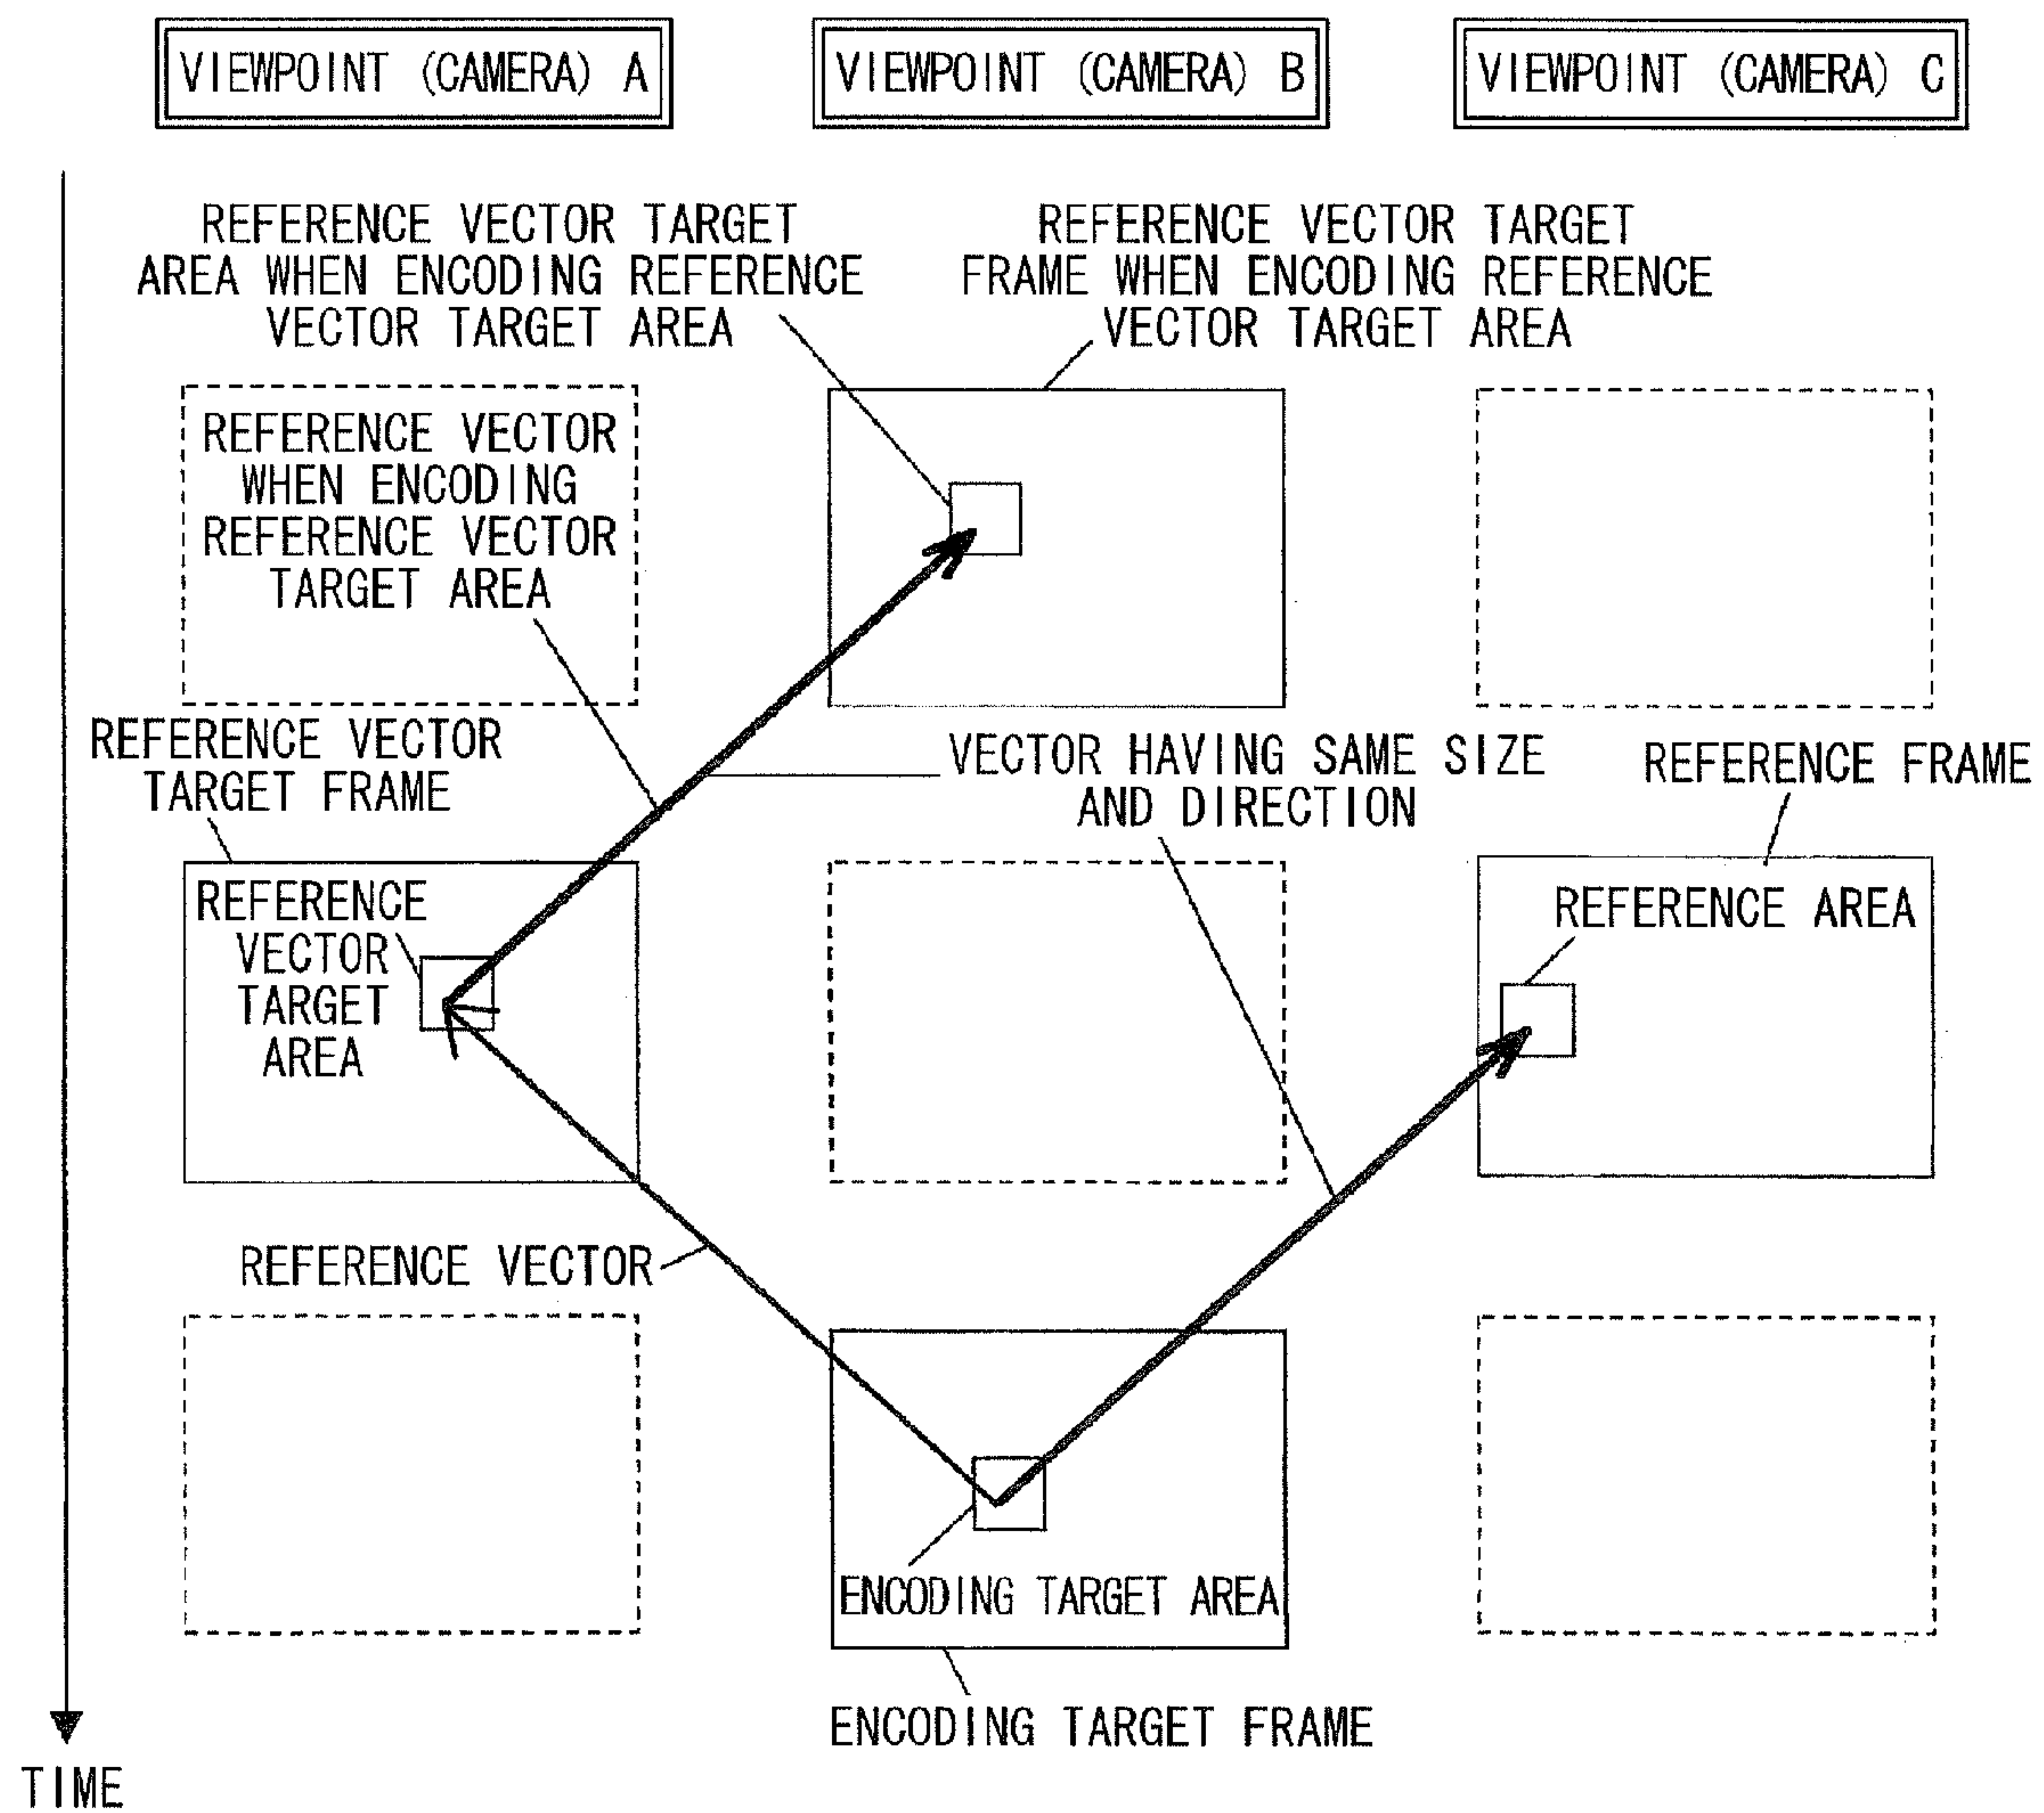 VIEWPOINT (CAMERA) A
VIEWPOINT (CAMERA) B
VIEWPOINT (CAMERA) C
REFERENCE VECTOR TARGET
AREA WHEN ENCODING REFERENCE
VECTOR TARGET AREA
REFERENCE VECTOR TARGET
FRAME WHEN ENCODING REFERENCE
VECTOR TARGET AREA
REFERENCE VECTOR
WHEN ENCODING
REFERENCE VECTOR
TARGET AREA
REFERENCE VECTOR
TARGET FRAME
VECTOR HAVING SAME SIZE
AND DIRECTION
REFERENCE FRAME
REFERENCE
VECTOR
TARGET
AREA
REFERENCE AREA
REFERENCE VECTOR
ENCODING TARGET AREA
ENCODING TARGET FRAME
TIME